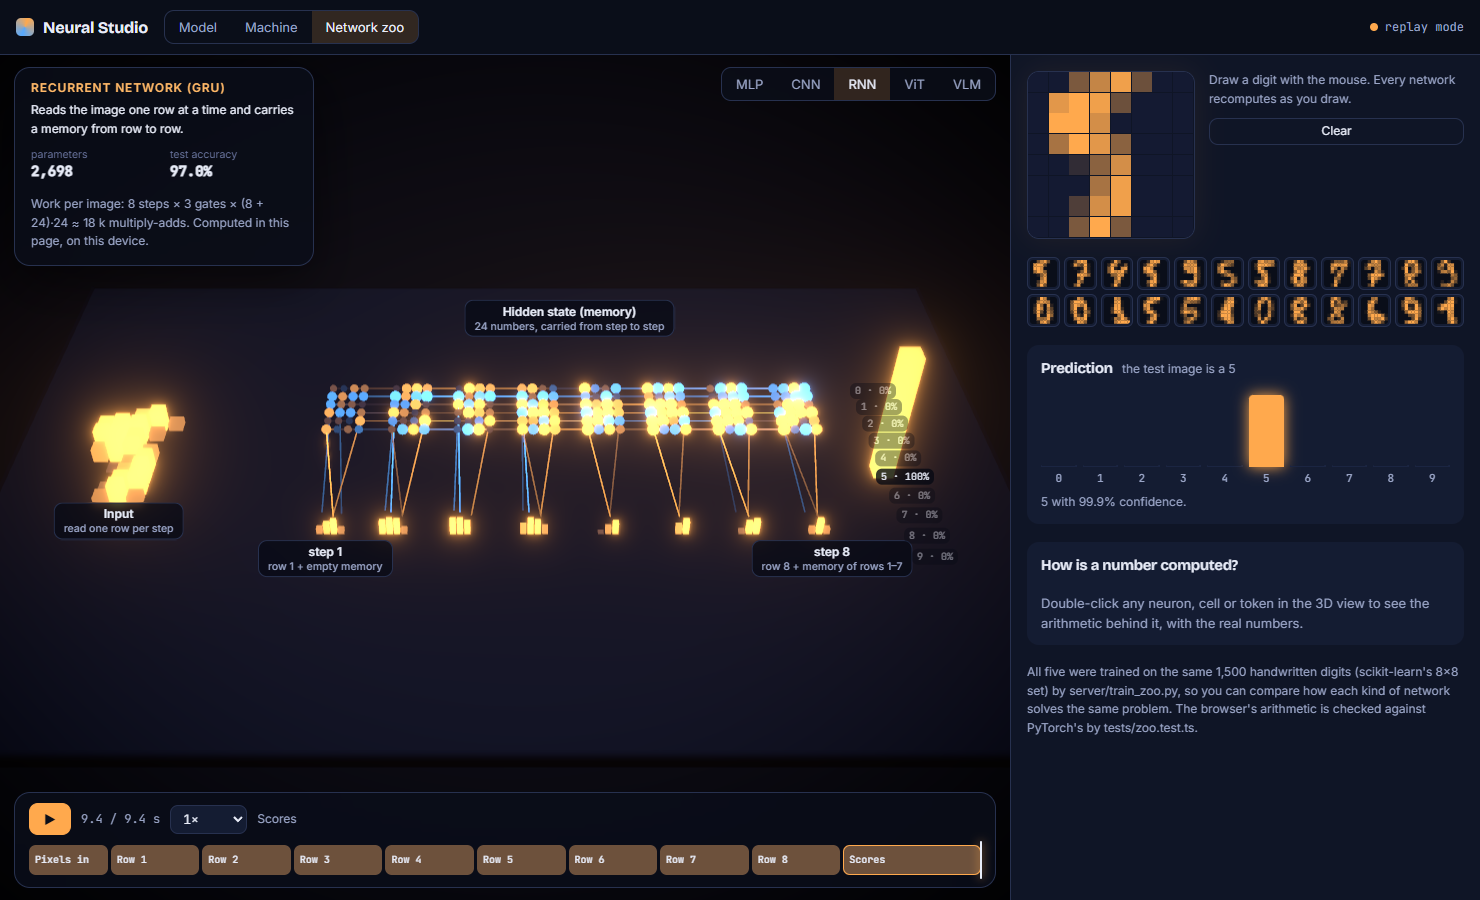 Neural Studio
Model
Machine
Network zoo
replay mode
RECURRENT NETWORK (GRU)
Reads the image one row at a time and carries
a memory from row to row.
parameters
test accuracy
2,698
97.0%
Work per image: 8 steps × 3 gates × (8 +
24)·24 ≈ 18 k multiply-adds. Computed in this
page, on this device.
MLP
CNN
RNN
ViT
VLM
Hidden state (memory)
24 numbers, carried from step to step
0 · 0%
1 · 0%
2 · 0%
3 · 0%
4 · 0%
5 · 100%
6 · 0%
7 · 0%
8 · 0%
9 · 0%
Input
read one row per step
step 1
row 1 + empty memory
step 8
row 8 + memory of rows 1–7
9.4 / 9.4 s
1×
Scores
Pixels in
Row 1
Row 2
Row 3
Row 4
Row 5
Row 6
Row 7
Row 8
Scores
Draw a digit with the mouse. Every network
recomputes as you draw.
Clear
Prediction the test image is a 5
0 1 2 3 4 5 6 7 8 9
5 with 99.9% confidence.
How is a number computed?
Double-click any neuron, cell or token in the 3D view to see the
arithmetic behind it, with the real numbers.
All five were trained on the same 1,500 handwritten digits (scikit-learn's 8×8
set) by server/train_zoo.py, so you can compare how each kind of network
solves the same problem. The browser's arithmetic is checked against
PyTorch's by tests/zoo.test.ts.